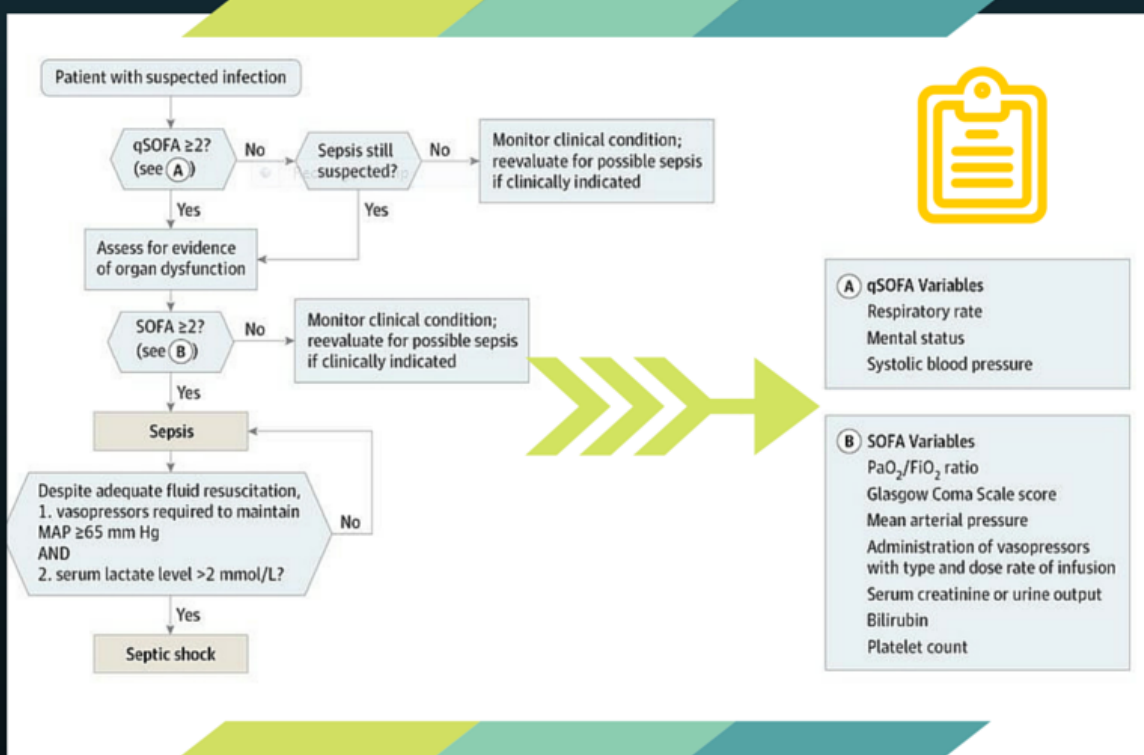 Patient with suspected infection
qSOFA ≥2?
(see A)
No
Sepsis still
suspected?
No
Monitor clinical condition;
reevaluate for possible sepsis
if clinically indicated
Yes
Yes
Assess for evidence
of organ dysfunction
SOFA ≥2?
(see B)
No
Monitor clinical condition;
reevaluate for possible sepsis
if clinically indicated
Yes
Sepsis
Despite adequate fluid resuscitation,
1. vasopressors required to maintain
MAP ≥65 mm Hg
AND
2. serum lactate level >2 mmol/L?
No
Yes
Septic shock
A qSOFA Variables
Respiratory rate
Mental status
Systolic blood pressure
B SOFA Variables
PaO₂/FiO₂ ratio
Glasgow Coma Scale score
Mean arterial pressure
Administration of vasopressors
with type and dose rate of infusion
Serum creatinine or urine output
Bilirubin
Platelet count